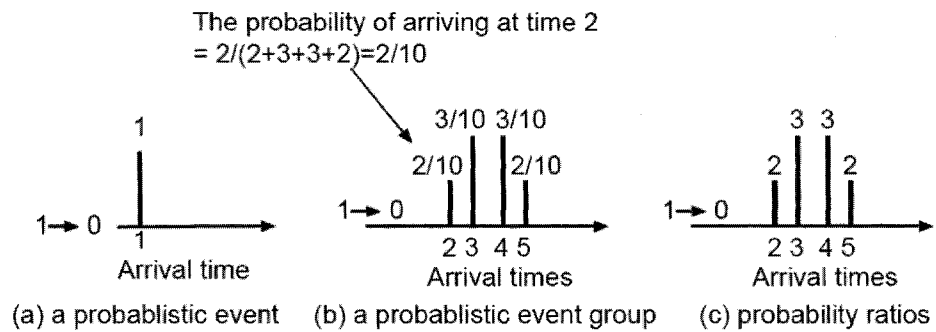 The probability of arriving at time 2
= 2/(2+3+3+2)=2/10
1
1→ 0
1
Arrival time
(a) a probablistic event
3/10 3/10
2/10 2/10
1→ 0
2 3 4 5
Arrival times
(b) a probablistic event group
3 3
2 2
1→ 0
2 3 4 5
Arrival times
(c) probability ratios